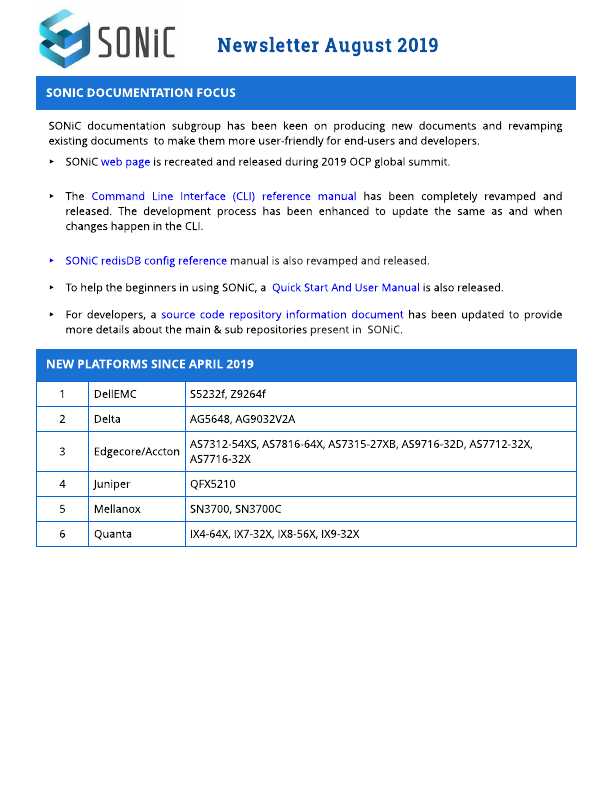 SONiC
Newsletter August 2019
SONIC DOCUMENTATION FOCUS
SONiC documentation subgroup has been keen on producing new documents and revamping
existing documents to make them more user-friendly for end-users and developers.
▸ SONiC web page is recreated and released during 2019 OCP global summit.
▸ The Command Line Interface (CLI) reference manual has been completely revamped and
released. The development process has been enhanced to update the same as and when
changes happen in the CLI.
▸ SONiC redisDB config reference manual is also revamped and released.
▸ To help the beginners in using SONiC, a Quick Start And User Manual is also released.
▸ For developers, a source code repository information document has been updated to provide
more details about the main & sub repositories present in SONiC.
NEW PLATFORMS SINCE APRIL 2019
1 DellEMC S5232f, Z9264f
2 Delta AG5648, AG9032V2A
3 Edgecore/Accton AS7312-54XS, AS7816-64X, AS7315-27XB, AS9716-32D, AS7712-32X,
AS7716-32X
4 Juniper QFX5210
5 Mellanox SN3700, SN3700C
6 Quanta IX4-64X, IX7-32X, IX8-56X, IX9-32X